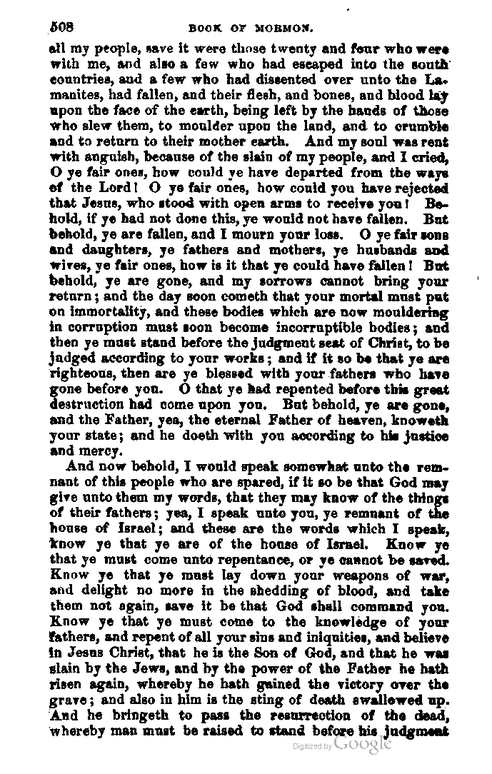 508 BOOK OF MORMON.
all my people, save it were those twenty and four who were
with me, and also a few who had escaped into the south
countries, and a few who had dissented over unto the La-
manites, had fallen, and their flesh, and bones, and blood lay
upon the face of the earth, being left by the hands of those
who slew them, to moulder upon the land, and to crumble
and to return to their mother earth. And my soul was rent
with anguish, because of the slain of my people, and I cried,
O ye fair ones, how could ye have departed from the ways
of the Lord! O ye fair ones, how could you have rejected
that Jesus, who stood with open arms to receive you! Be-
hold, if ye had not done this, ye would not have fallen. But
behold, ye are fallen, and I mourn your loss. O ye fair sons
and daughters, ye fathers and mothers, ye husbands and
wives, ye fair ones, how is it that ye could have fallen! But
behold, ye are gone, and my sorrows cannot bring your
return; and the day soon cometh that your mortal must put
on immortality, and these bodies which are now mouldering
in corruption must soon become incorruptible bodies; and
then ye must stand before the judgment seat of Christ, to be
judged according to your works; and if it so be that ye are
righteous, then are ye blessed with your fathers who have
gone before you. O that ye had repented before this great
destruction had come upon you. But behold, ye are gone,
and the Father, yea, the eternal Father of heaven, knoweth
your state; and he doeth with you according to his justice
and mercy.
And now behold, I would speak somewhat unto the rem-
nant of this people who are spared, if it so be that God may
give unto them my words, that they may know of the things
of their fathers; yea, I speak unto you, ye remnant of the
house of Israel; and these are the words which I speak,
know ye that ye are of the house of Israel. Know ye
that ye must come unto repentance, or ye cannot be saved.
Know ye that ye must lay down your weapons of war,
and delight no more in the shedding of blood, and take
them not again, save it be that God shall command you.
Know ye that ye must come to the knowledge of your
fathers, and repent of all your sins and iniquities, and believe
in Jesus Christ, that he is the Son of God, and that he was
slain by the Jews, and by the power of the Father he hath
risen again, whereby he hath gained the victory over the
grave; and also in him is the sting of death swallowed up.
And he bringeth to pass the resurrection of the dead,
whereby man must be raised to stand before his judgment
Digitized by Google